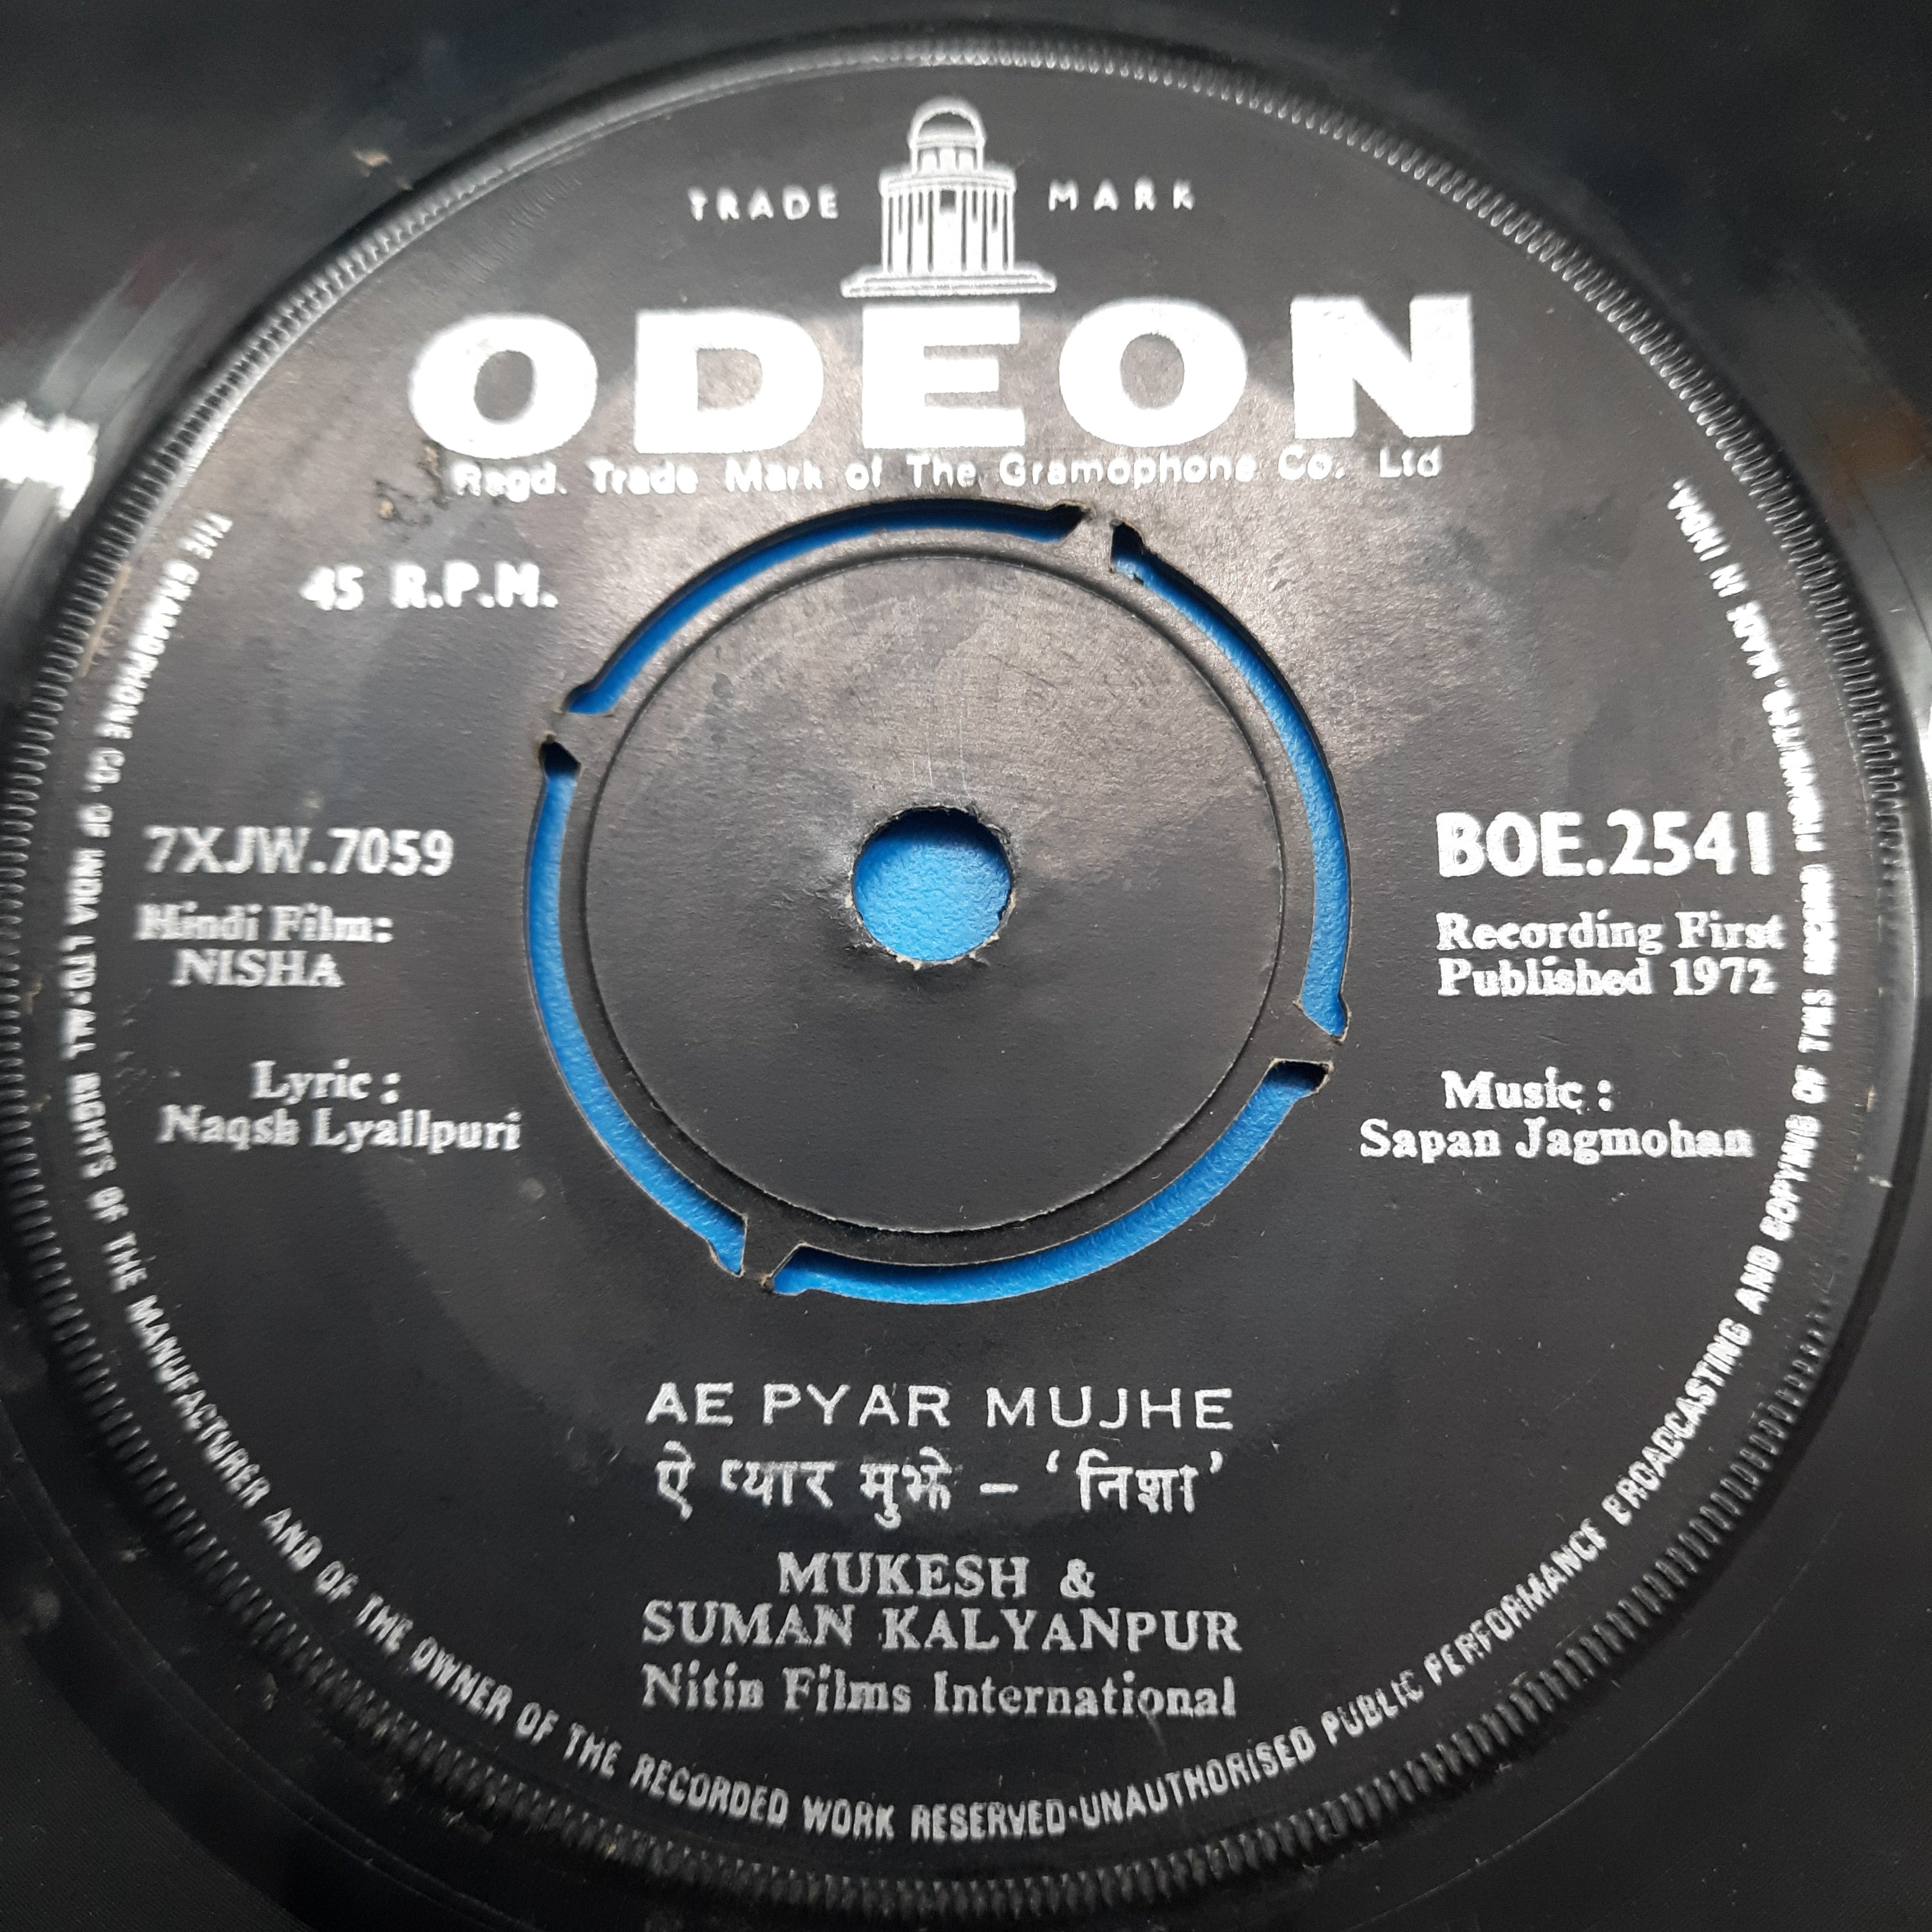 TRADE MARK
ODEON
Regd. Trade Mark of The Gramophone Co. Ltd
45 R.P.M.
7XJW.7059
Hindi Film:
NISHA
Lyric :
Naqsh Lyallpuri
BOE.2541
Recording First
Published 1972
Music :
Sapan Jagmohan
AE PYAR MUJHE
ऐ प्यार मुझे – ‘निशा’
MUKESH &
SUMAN KALYANPUR
Nitin Films International
THE GRAMOPHONE CO. OF INDIA LTD·ALL RIGHTS OF THE MANUFACTURER AND OF THE OWNER OF THE RECORDED WORK RESERVED·UNAUTHORISED PUBLIC PERFORMANCE BROADCASTING AND COPYING OF THIS RECORD PROHIBITED. MADE IN INDIA.